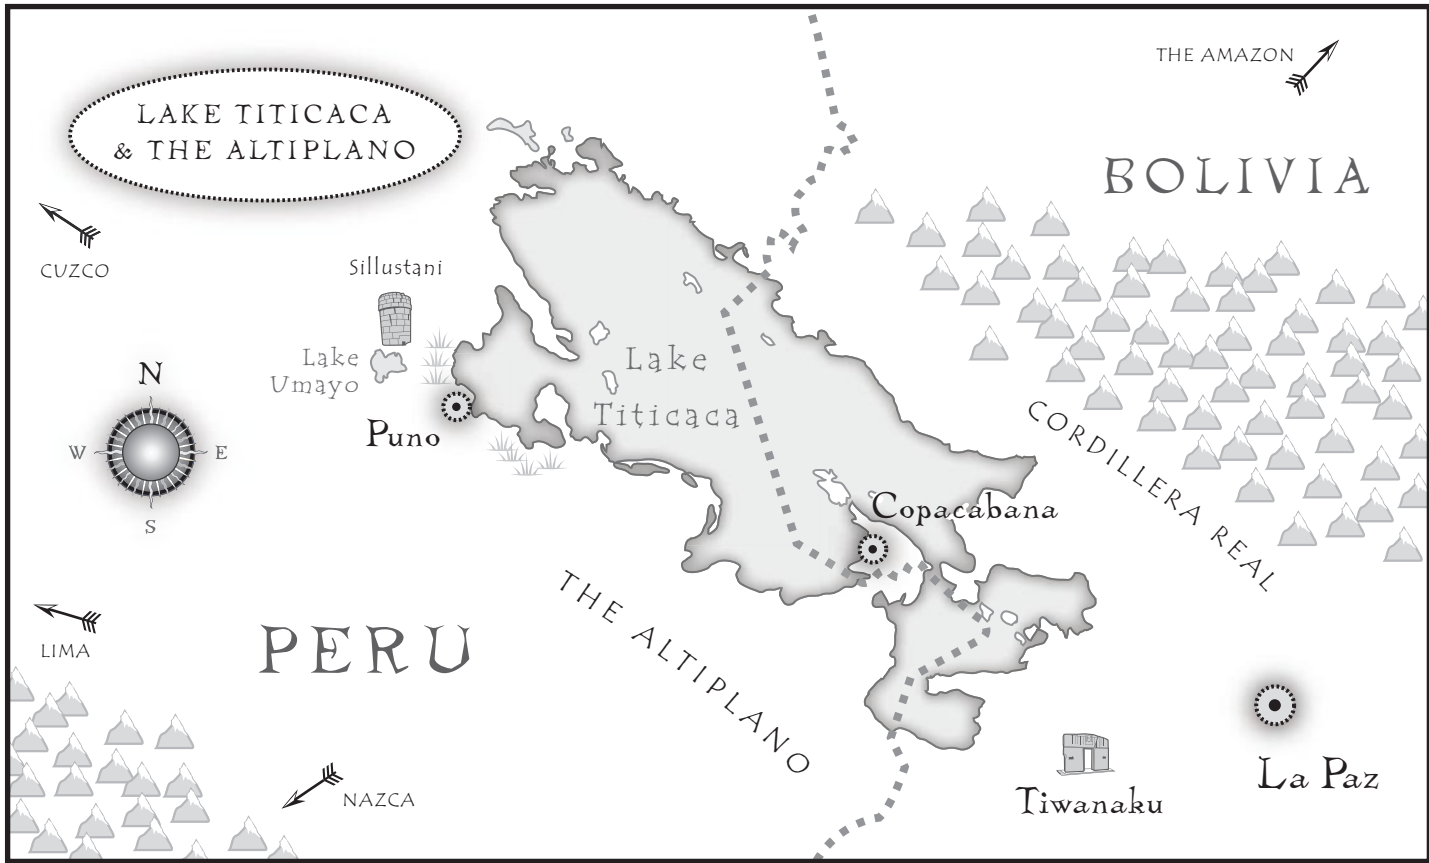 THE AMAZON
LAKE TITICACA
& THE ALTIPLANO
BOLIVIA
CUZCO
Sillustani
Lake
Umayo
Lake
Titicaca
N
W
E
S
Puno
CORDILLERA REAL
Copacabana
THE ALTIPLANO
LIMA
PERU
NAZCA
Tiwanaku
La Paz